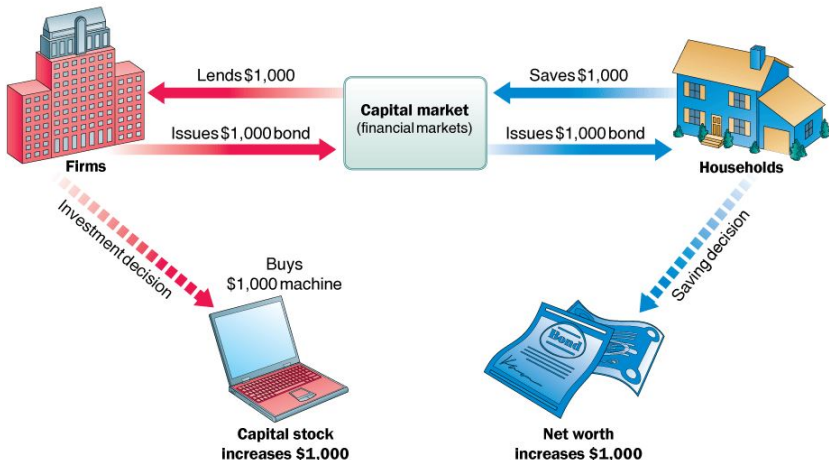 Lends $1,000
Saves $1,000
Capital market
(financial markets)
Issues $1,000 bond
Issues $1,000 bond
Firms
Households
Investment decision
Saving decision
Buys
$1,000 machine
Bond
Capital stock
increases $1,000
Net worth
increases $1,000